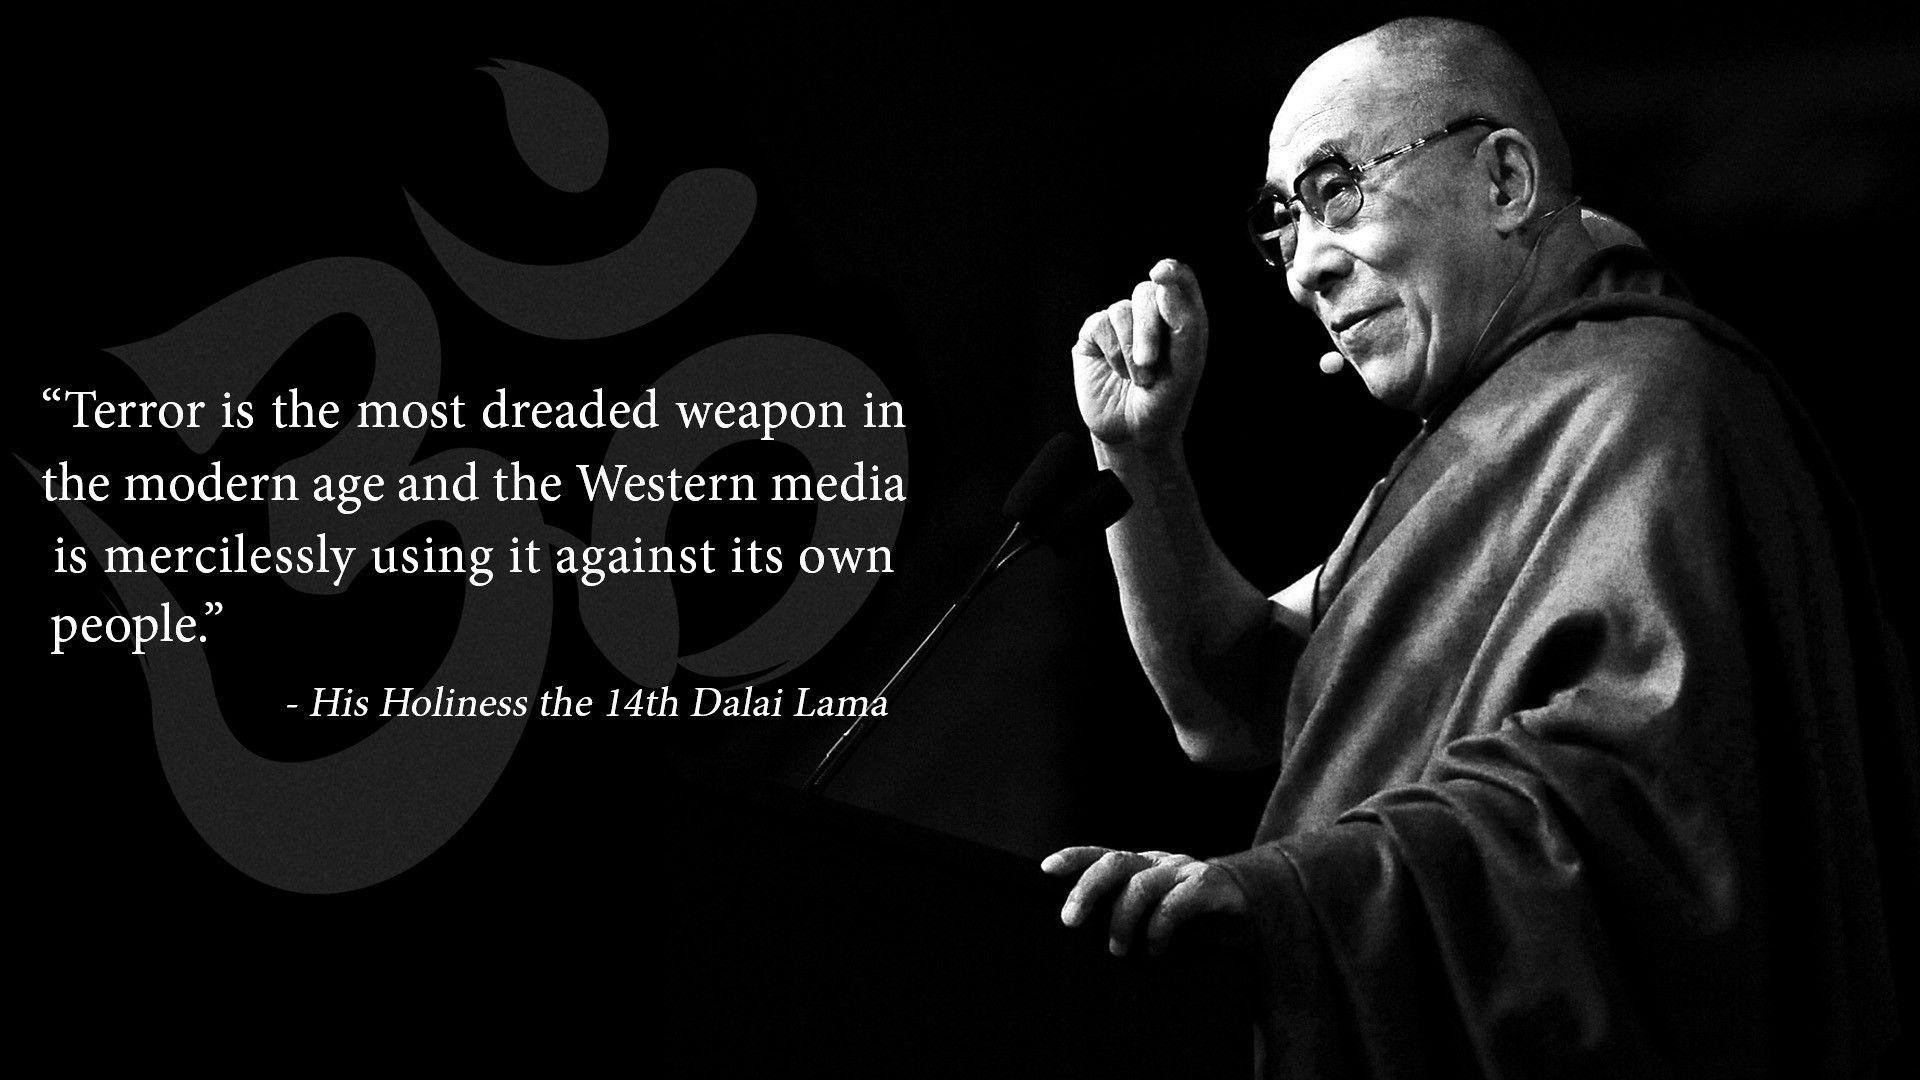 “Terror is the most dreaded weapon in
the modern age and the Western media
is mercilessly using it against its own
people.”
- His Holiness the 14th Dalai Lama